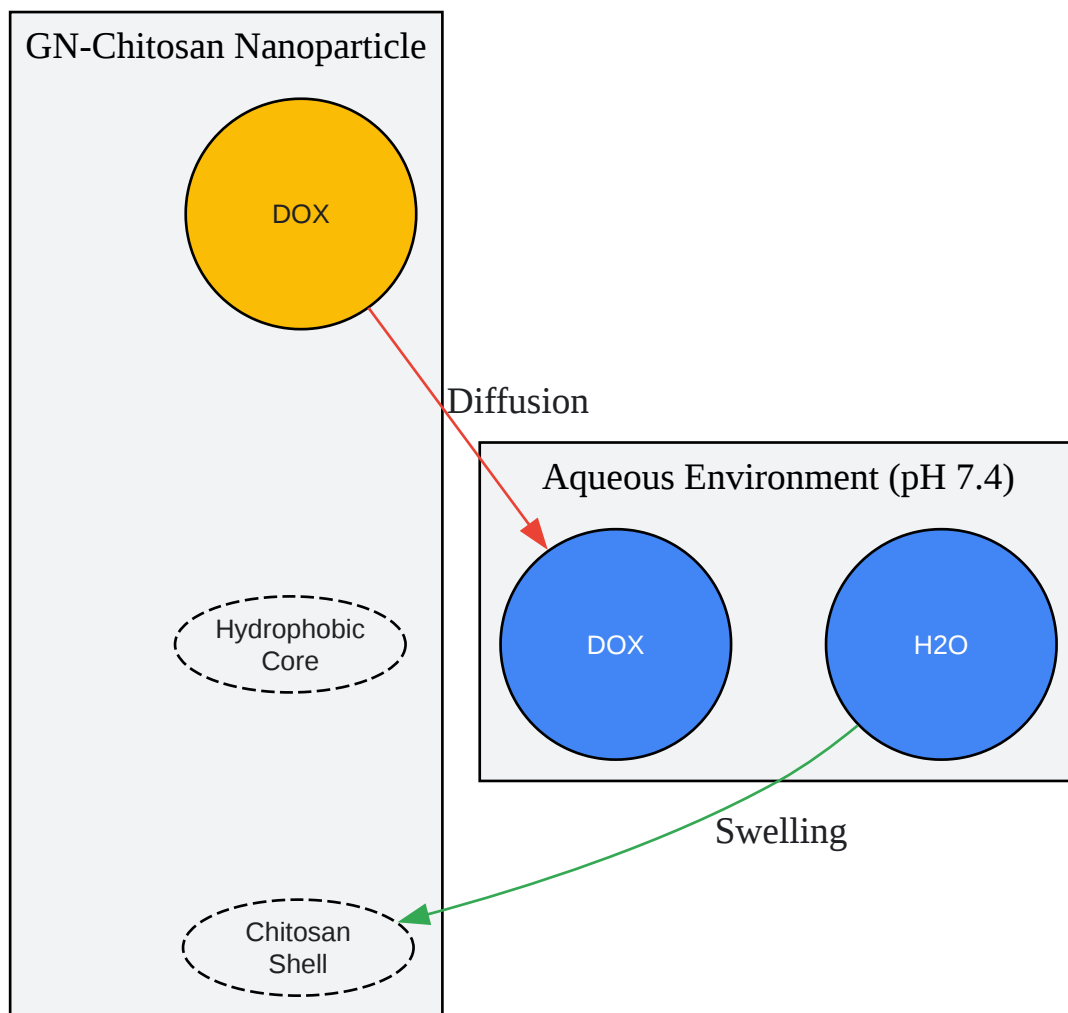 GN-Chitosan Nanoparticle
DOX
Diffusion
Aqueous Environment (pH 7.4)
DOX
H2O
Hydrophobic
Core
Swelling
Chitosan
Shell